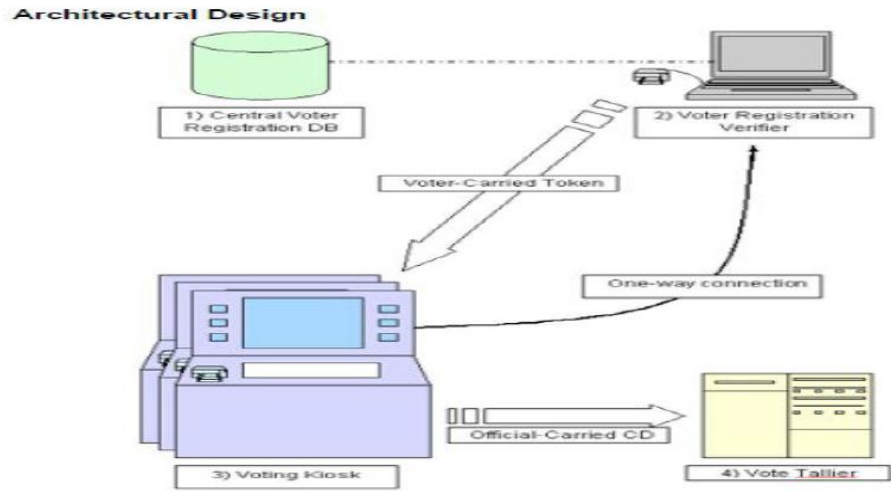 Architectural Design
1) Central Voter
Registration DB
2) Voter Registration
Verifier
Voter-Carried Token
One-way connection
Official-Carried CD
3) Voting Kiosk
4) Vote Tallier